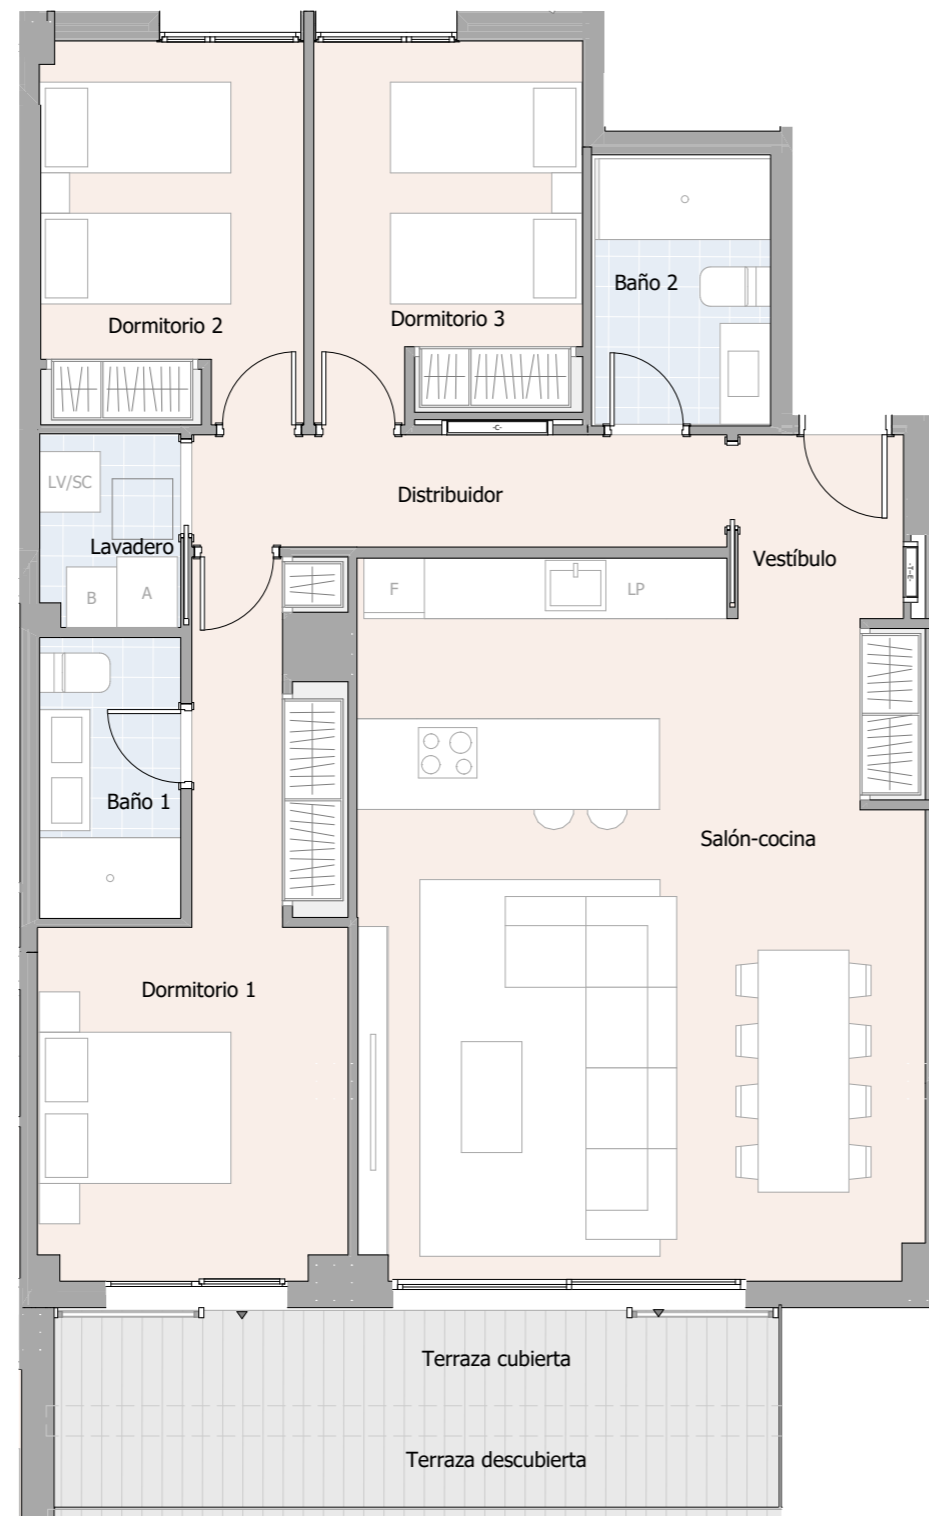 Dormitorio 2
Dormitorio 3
Baño 2
-C-
LV/SC
Distribuidor
Lavadero
Vestíbulo
-T-E-
B
A
F
LP
Baño 1
Salón-cocina
Dormitorio 1
Terraza cubierta
Terraza descubierta